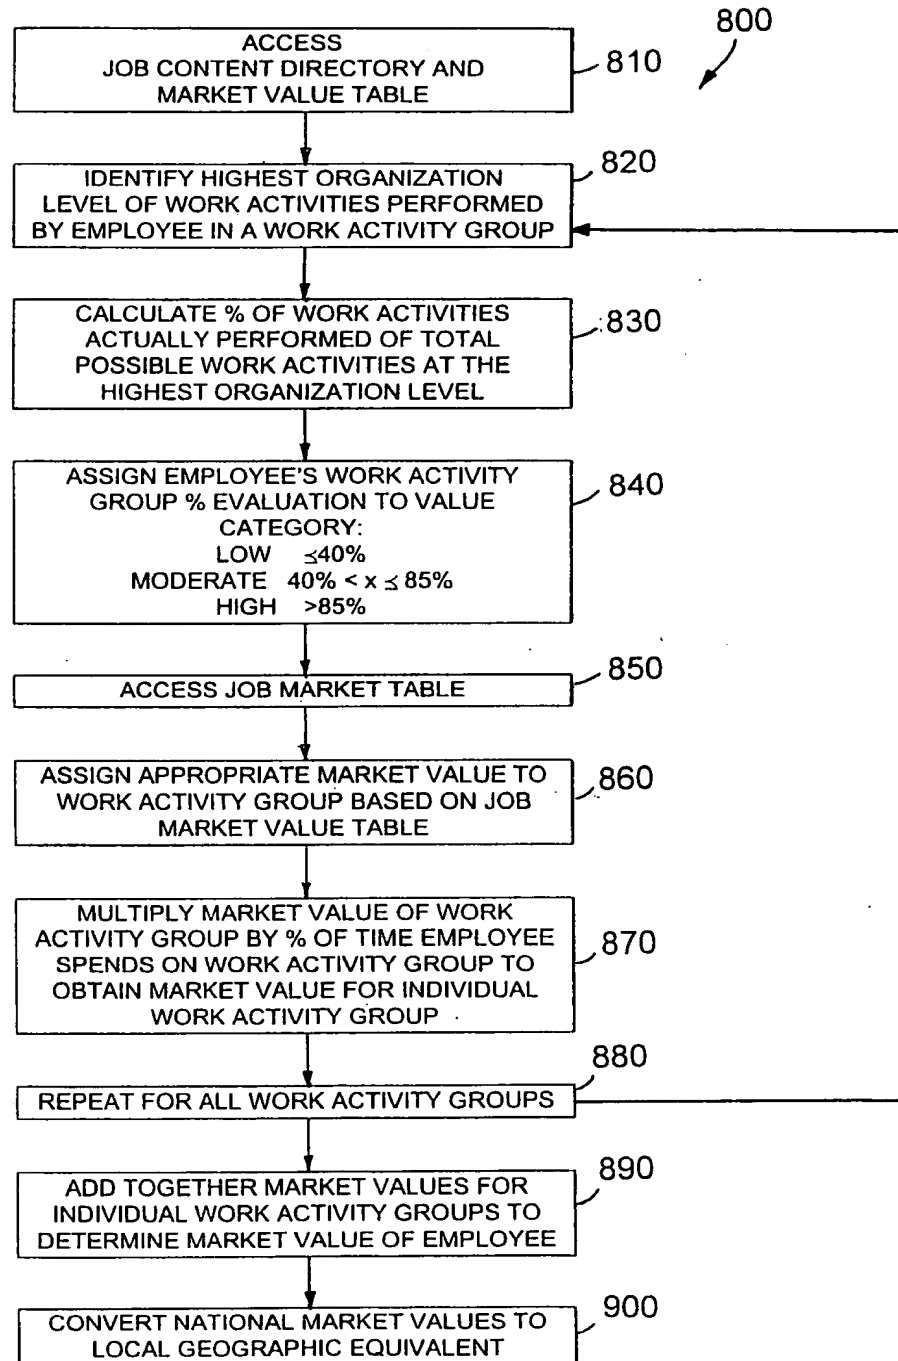 800
ACCESS
JOB CONTENT DIRECTORY AND
MARKET VALUE TABLE
810
IDENTIFY HIGHEST ORGANIZATION
LEVEL OF WORK ACTIVITIES PERFORMED
BY EMPLOYEE IN A WORK ACTIVITY GROUP
820
CALCULATE % OF WORK ACTIVITIES
ACTUALLY PERFORMED OF TOTAL
POSSIBLE WORK ACTIVITIES AT THE
HIGHEST ORGANIZATION LEVEL
830
ASSIGN EMPLOYEE'S WORK ACTIVITY
GROUP % EVALUATION TO VALUE
CATEGORY:
LOW ≤40%
MODERATE 40% < x ≤ 85%
HIGH >85%
840
ACCESS JOB MARKET TABLE
850
ASSIGN APPROPRIATE MARKET VALUE TO
WORK ACTIVITY GROUP BASED ON JOB
MARKET VALUE TABLE
860
MULTIPLY MARKET VALUE OF WORK
ACTIVITY GROUP BY % OF TIME EMPLOYEE
SPENDS ON WORK ACTIVITY GROUP TO
OBTAIN MARKET VALUE FOR INDIVIDUAL
WORK ACTIVITY GROUP
870
REPEAT FOR ALL WORK ACTIVITY GROUPS
880
ADD TOGETHER MARKET VALUES FOR
INDIVIDUAL WORK ACTIVITY GROUPS TO
DETERMINE MARKET VALUE OF EMPLOYEE
890
CONVERT NATIONAL MARKET VALUES TO
LOCAL GEOGRAPHIC EQUIVALENT
900